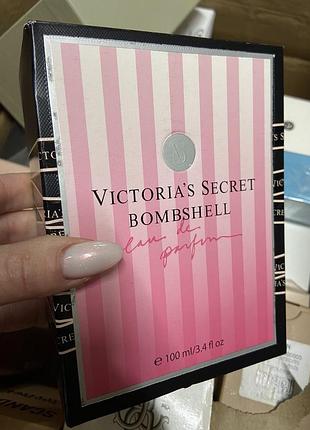 VICTORIA'S SECRET
BOMBSHELL
eau de
parfum
e 100 ml/3.4 fl oz